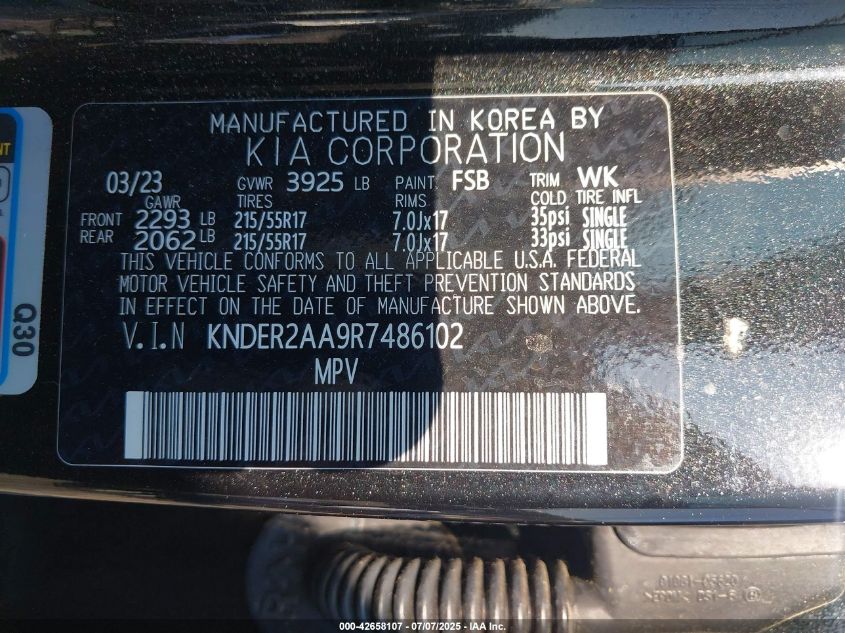 MANUFACTURED IN KOREA BY
KIA CORPORATION
03/23 GVWR 3925 LB PAINT FSB TRIM WK
GAWR TIRES RIMS COLD TIRE INFL
FRONT 2293 LB 215/55R17 7.0Jx17 35psi SINGLE
REAR 2062 LB 215/55R17 7.0Jx17 33psi SINGLE
THIS VEHICLE CONFORMS TO ALL APPLICABLE U.S.A. FEDERAL
MOTOR VEHICLE SAFETY AND THEFT PREVENTION STANDARDS
IN EFFECT ON THE DATE OF MANUFACTURE SHOWN ABOVE.
V.I.N KNDER2AA9R7486102
MPV
Q30
000-42658107 - 07/07/2025 - IAA, Inc.